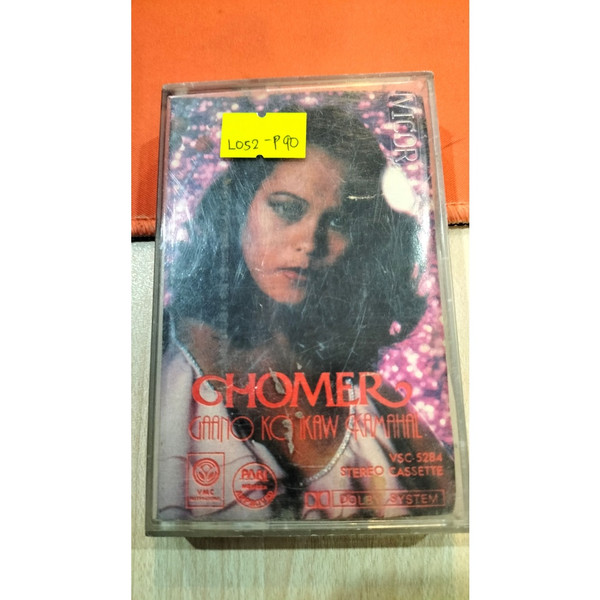 L052-P90
VICOR
CHOMER
GAANO KO IKAW KAMAHAL
VSC-5284
STEREO CASSETTE
VMC
DOLBY SYSTEM